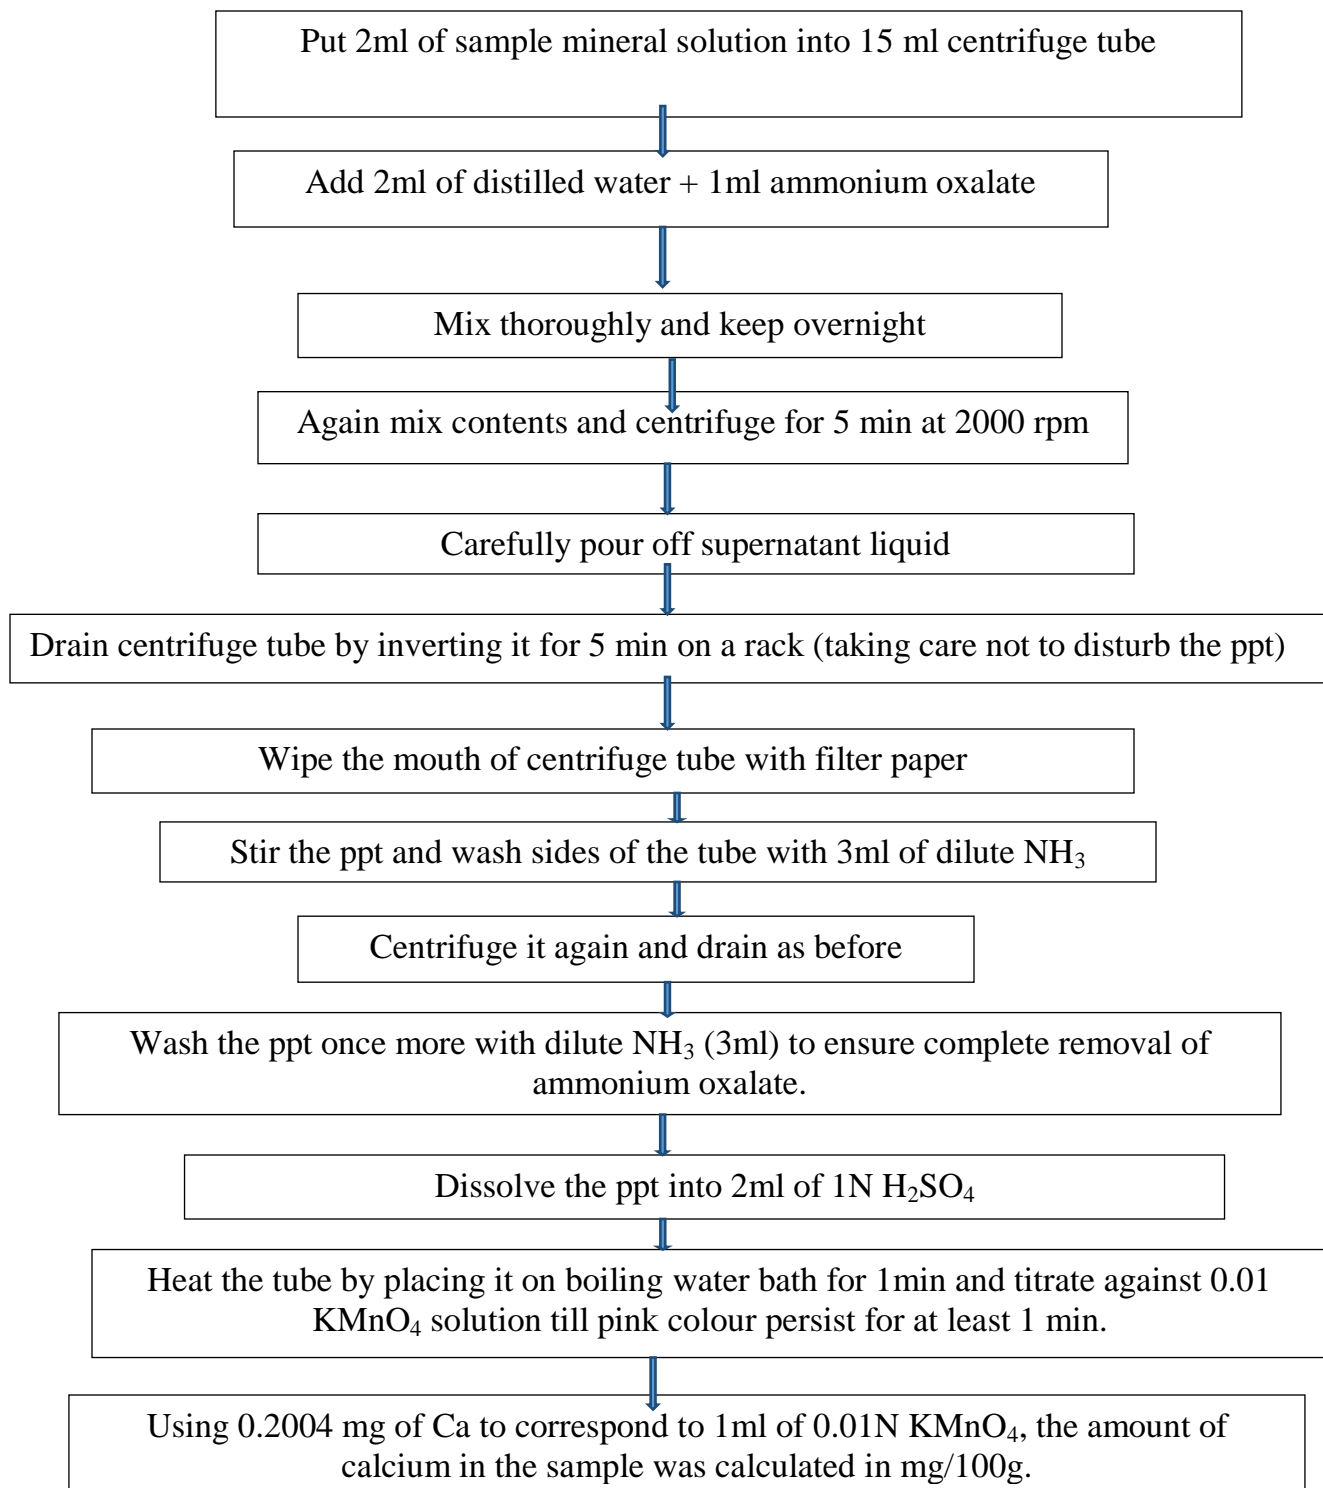 Put 2ml of sample mineral solution into 15 ml centrifuge tube
Add 2ml of distilled water + 1ml ammonium oxalate
Mix thoroughly and keep overnight
Again mix contents and centrifuge for 5 min at 2000 rpm
Carefully pour off supernatant liquid
Drain centrifuge tube by inverting it for 5 min on a rack (taking care not to disturb the ppt)
Wipe the mouth of centrifuge tube with filter paper
Stir the ppt and wash sides of the tube with 3ml of dilute NH₃
Centrifuge it again and drain as before
Wash the ppt once more with dilute NH₃ (3ml) to ensure complete removal of
ammonium oxalate.
Dissolve the ppt into 2ml of 1N H₂SO₄
Heat the tube by placing it on boiling water bath for 1min and titrate against 0.01
KMnO₄ solution till pink colour persist for at least 1 min.
Using 0.2004 mg of Ca to correspond to 1ml of 0.01N KMnO₄, the amount of
calcium in the sample was calculated in mg/100g.